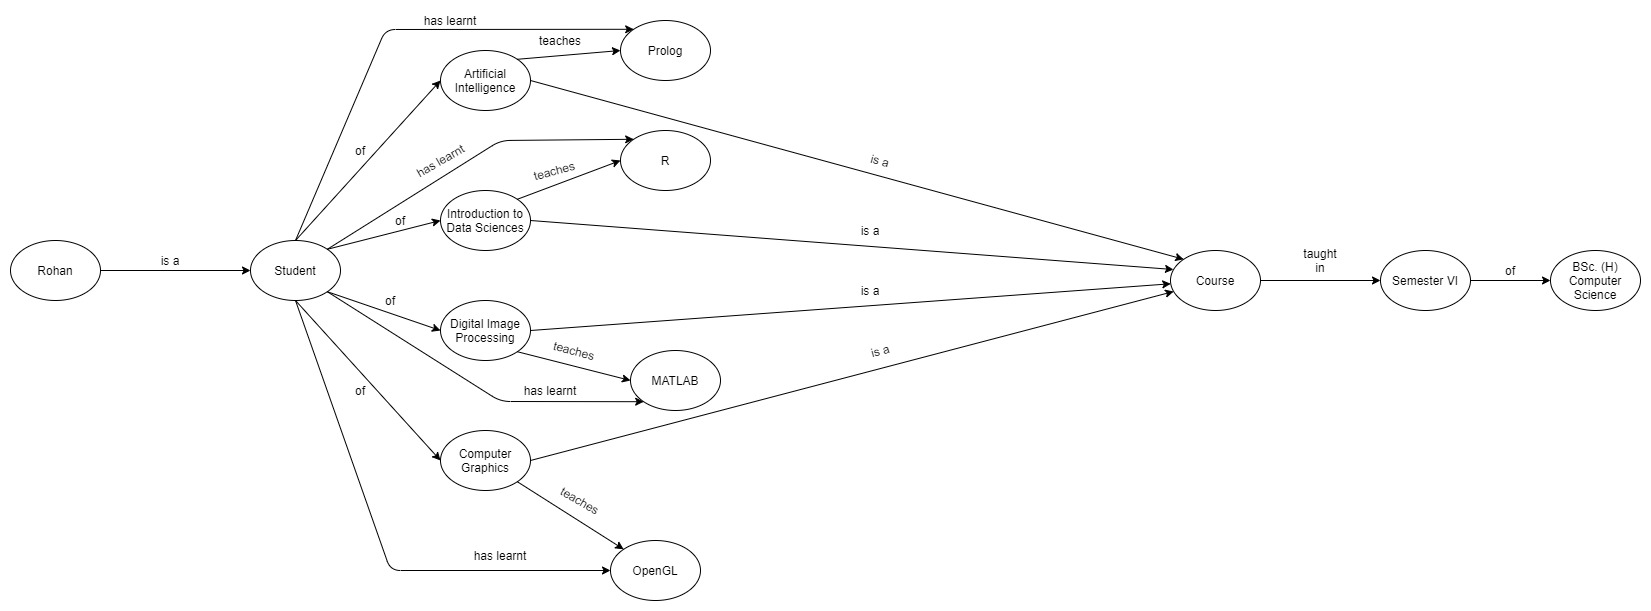 has learnt
teaches
Prolog
Artificial
Intelligence
of
has learnt
R
is a
teaches
Introduction to
Data Sciences
of
is a
Rohan
is a
Student
Course
taught
in
Semester VI
of
BSc. (H)
Computer
Science
of
is a
Digital Image
Processing
teaches
is a
MATLAB
has learnt
of
Computer
Graphics
teaches
has learnt
OpenGL